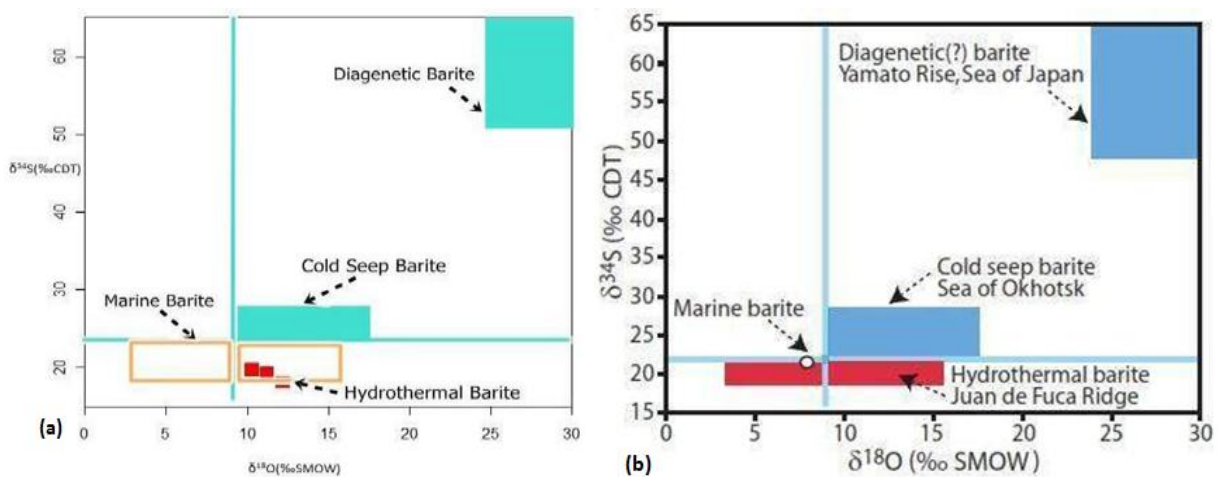 60
50
40
30
20
δ³⁴S(‰CDT)
Diagenetic Barite
Cold Seep Barite
Marine Barite
Hydrothermal Barite
(a)
0 5 10 15 20 25 30
δ¹⁸O(‰SMOW)
65
60
55
50
45
40
35
30
25
20
15
δ³⁴S (‰ CDT)
Diagenetic(?) barite
Yamato Rise, Sea of Japan
Cold seep barite
Sea of Okhotsk
Marine barite
Hydrothermal barite
Juan de Fuca Ridge
0 5 10 15 20 25 30
(b)
δ¹⁸O (‰ SMOW)